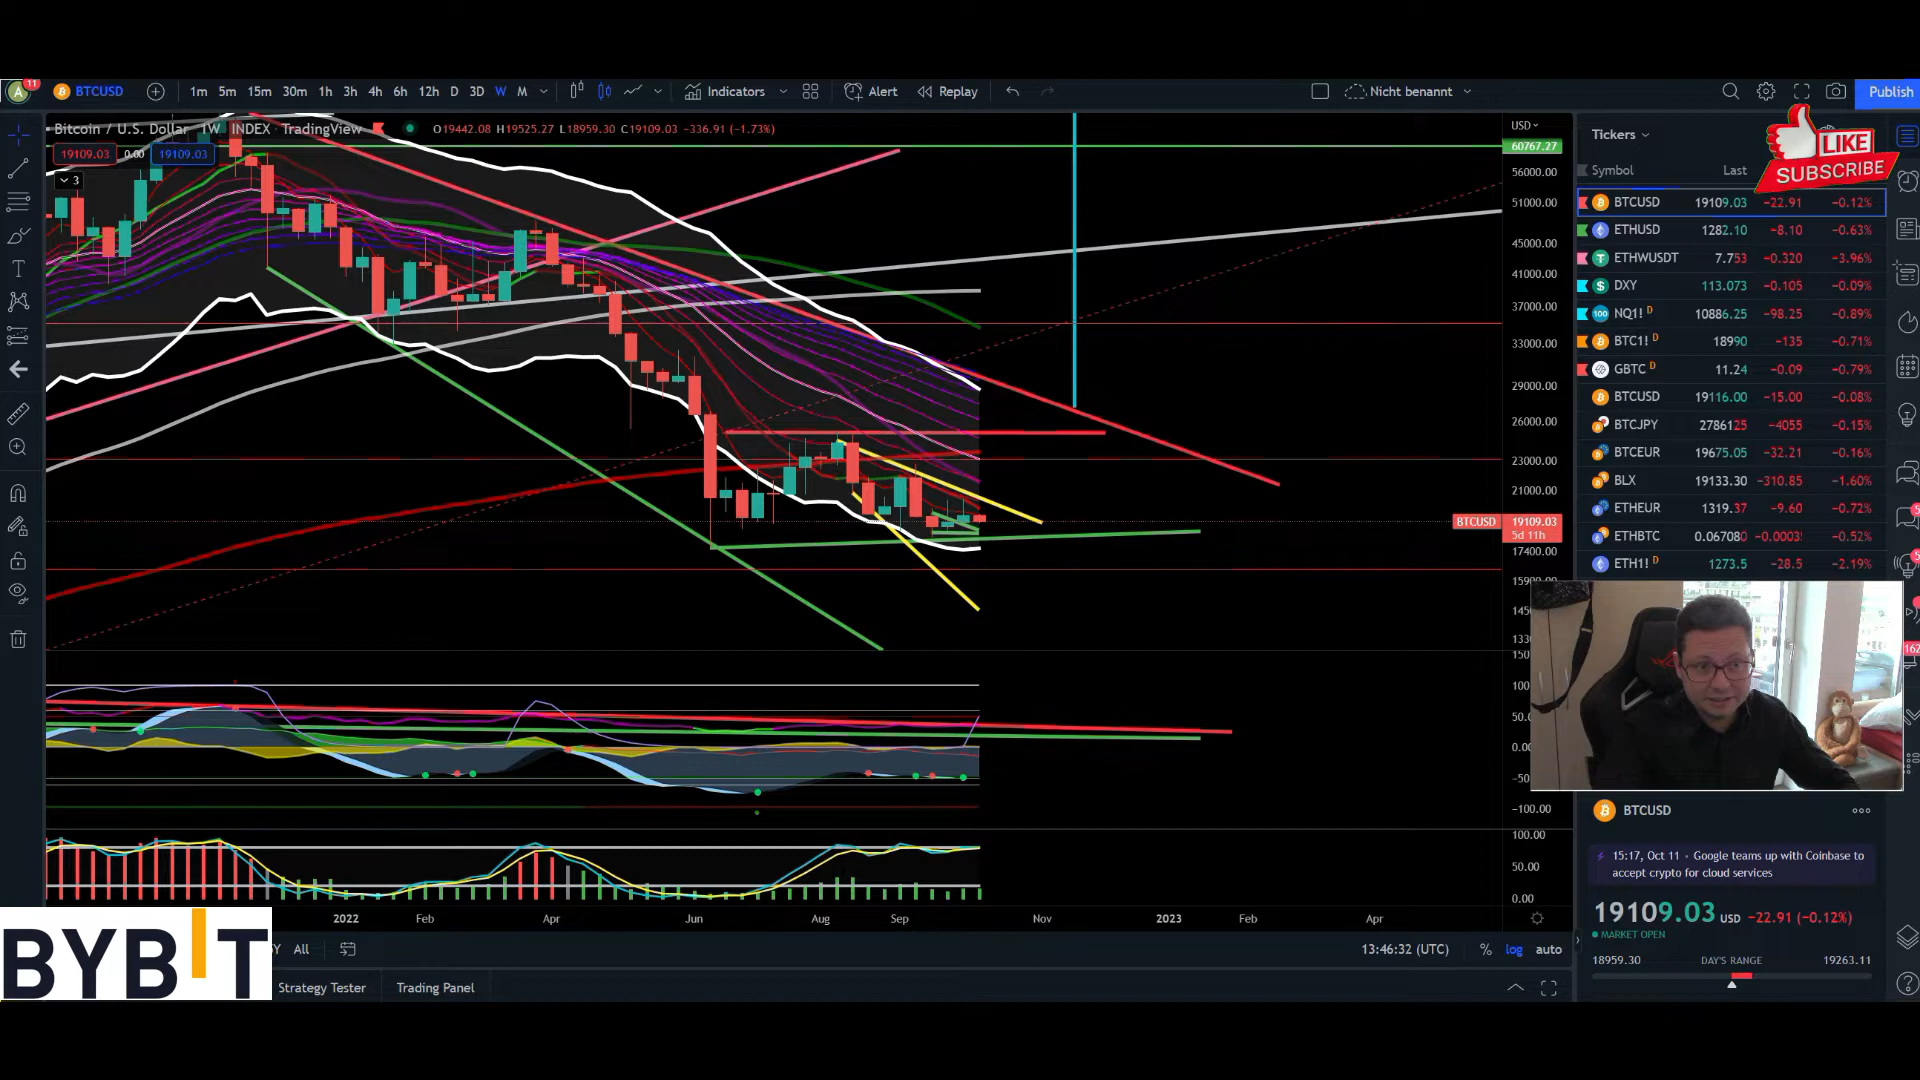 11
BTCUSD
1m 5m 15m 30m 1h 3h 4h 6h 12h D 3D W M
Indicators
Alert
Replay
Nicht benannt
Publish
Bitcoin / U.S. Dollar 1W INDEX TradingView
O19442.08 H19525.27 L18959.30 C19109.03 −336.91 (−1.73%)
19109.03 0.00 19109.03
3
USD
60767.27
56000.00
51000.00
45000.00
41000.00
37000.00
33000.00
29000.00
26000.00
23000.00
21000.00
BTCUSD 19109.03
5d 11h
17400.00
100.00
0.00
−100.00
100.00
50.00
0.00
2022 Feb Apr Jun Aug Sep Nov 2023 Feb Apr
All
13:46:32 (UTC)
% log auto
Strategy Tester
Trading Panel
BYBIT
Tickers
LIKE
SUBSCRIBE
Symbol Last
BTCUSD 19109.03 −22.91 −0.12%
ETHUSD 1282.10 −8.10 −0.63%
ETHWUSDT 7.753 −0.320 −3.96%
DXY 113.073 −0.105 −0.09%
NQ1! D 10886.25 −98.25 −0.89%
BTC1! D 18990 −135 −0.71%
GBTC D 11.24 −0.09 −0.79%
BTCUSD 19116.00 −15.00 −0.08%
BTCJPY 2786125 −4055 −0.15%
BTCEUR 19675.05 −32.21 −0.16%
BLX 19133.30 −310.85 −1.60%
ETHEUR 1319.37 −9.60 −0.72%
ETHBTC 0.067080 −0.52%
ETH1! D 1273.5 −28.5 −2.19%
BTCUSD
15:17, Oct 11 • Google teams up with Coinbase to
accept crypto for cloud services
19109.03 USD −22.91 (−0.12%)
MARKET OPEN
18959.30 DAY'S RANGE 19263.11